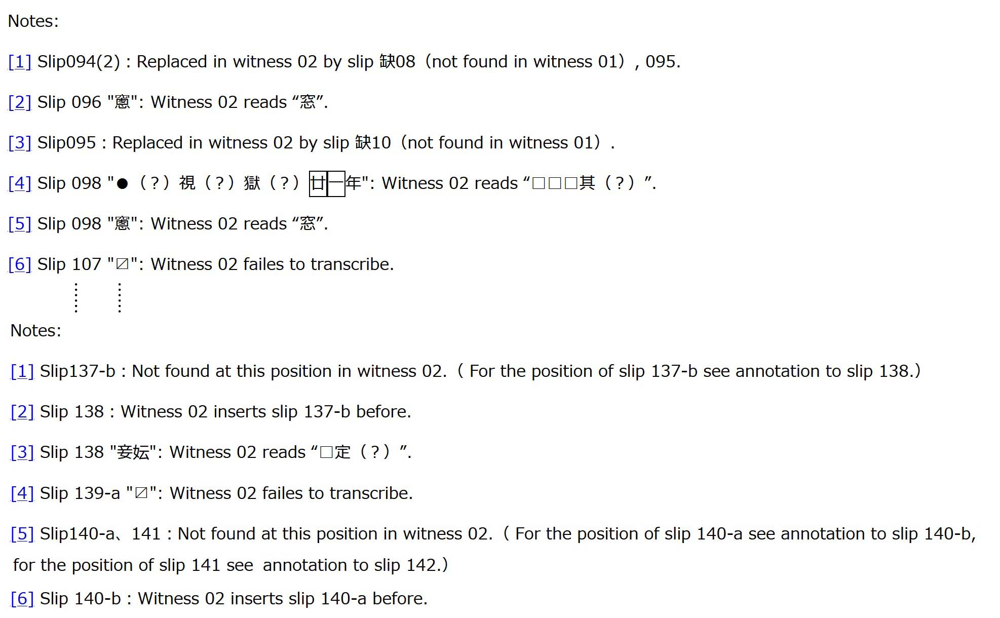 Notes:
[1] Slip094(2) : Replaced in witness 02 by slip 缺08（not found in witness 01）, 095.
[2] Slip 096 "窻": Witness 02 reads “窓”.
[3] Slip095 : Replaced in witness 02 by slip 缺10（not found in witness 01）.
[4] Slip 098 "●（？）視（？）獄（？）廿一年": Witness 02 reads “□□□其（？）”.
[5] Slip 098 "窻": Witness 02 reads “窓”.
[6] Slip 107 "〼": Witness 02 failes to transcribe.
Notes:
[1] Slip137-b : Not found at this position in witness 02.（ For the position of slip 137-b see annotation to slip 138.）
[2] Slip 138 : Witness 02 inserts slip 137-b before.
[3] Slip 138 "妾妘": Witness 02 reads “□定（？）”.
[4] Slip 139-a "〼": Witness 02 failes to transcribe.
[5] Slip140-a、141 : Not found at this position in witness 02.（ For the position of slip 140-a see annotation to slip 140-b,
for the position of slip 141 see annotation to slip 142.）
[6] Slip 140-b : Witness 02 inserts slip 140-a before.